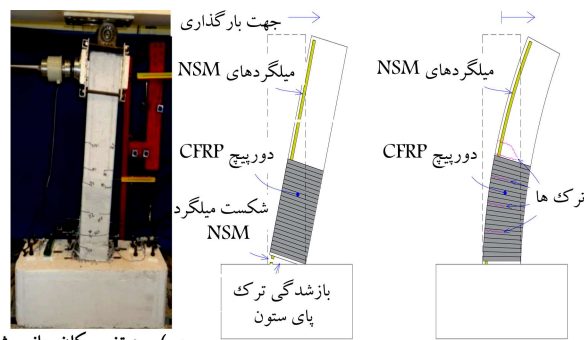 جهت بارگذاری
میلگردهای NSM
دورپیچ CFRP
شکست میلگرد
NSM
بازشدگی ترک
پای ستون
میلگردهای NSM
دورپیچ CFRP
ترک ها